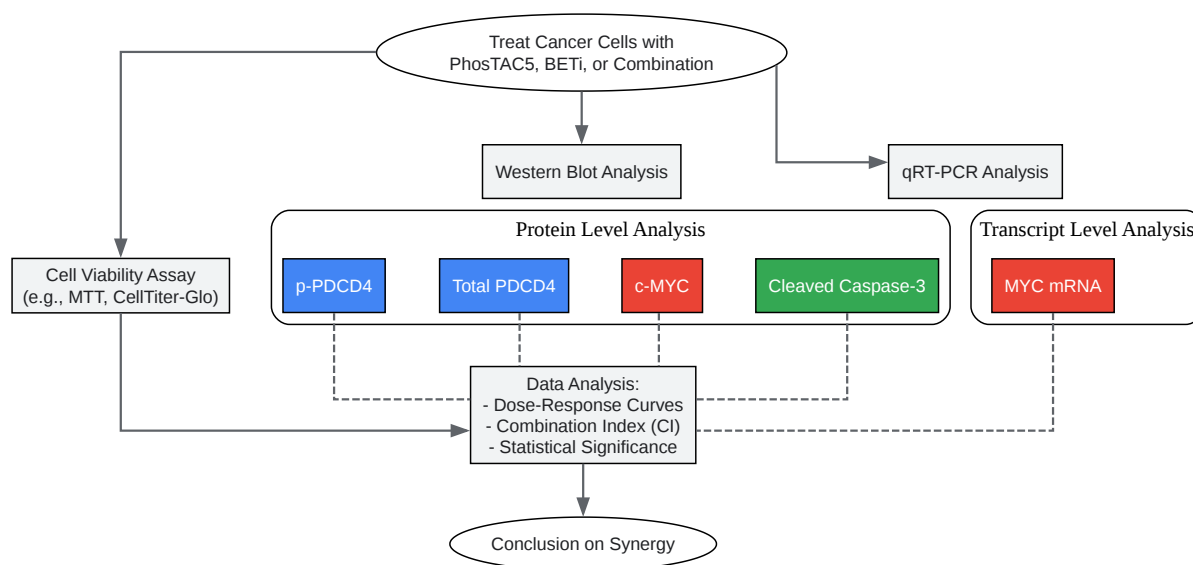 Treat Cancer Cells with
PhosTAC5, BETi, or Combination
Western Blot Analysis
qRT-PCR Analysis
Protein Level Analysis
Transcript Level Analysis
Cell Viability Assay
(e.g., MTT, CellTiter-Glo)
p-PDCD4
Total PDCD4
c-MYC
Cleaved Caspase-3
MYC mRNA
Data Analysis:
- Dose-Response Curves
- Combination Index (CI)
- Statistical Significance
Conclusion on Synergy